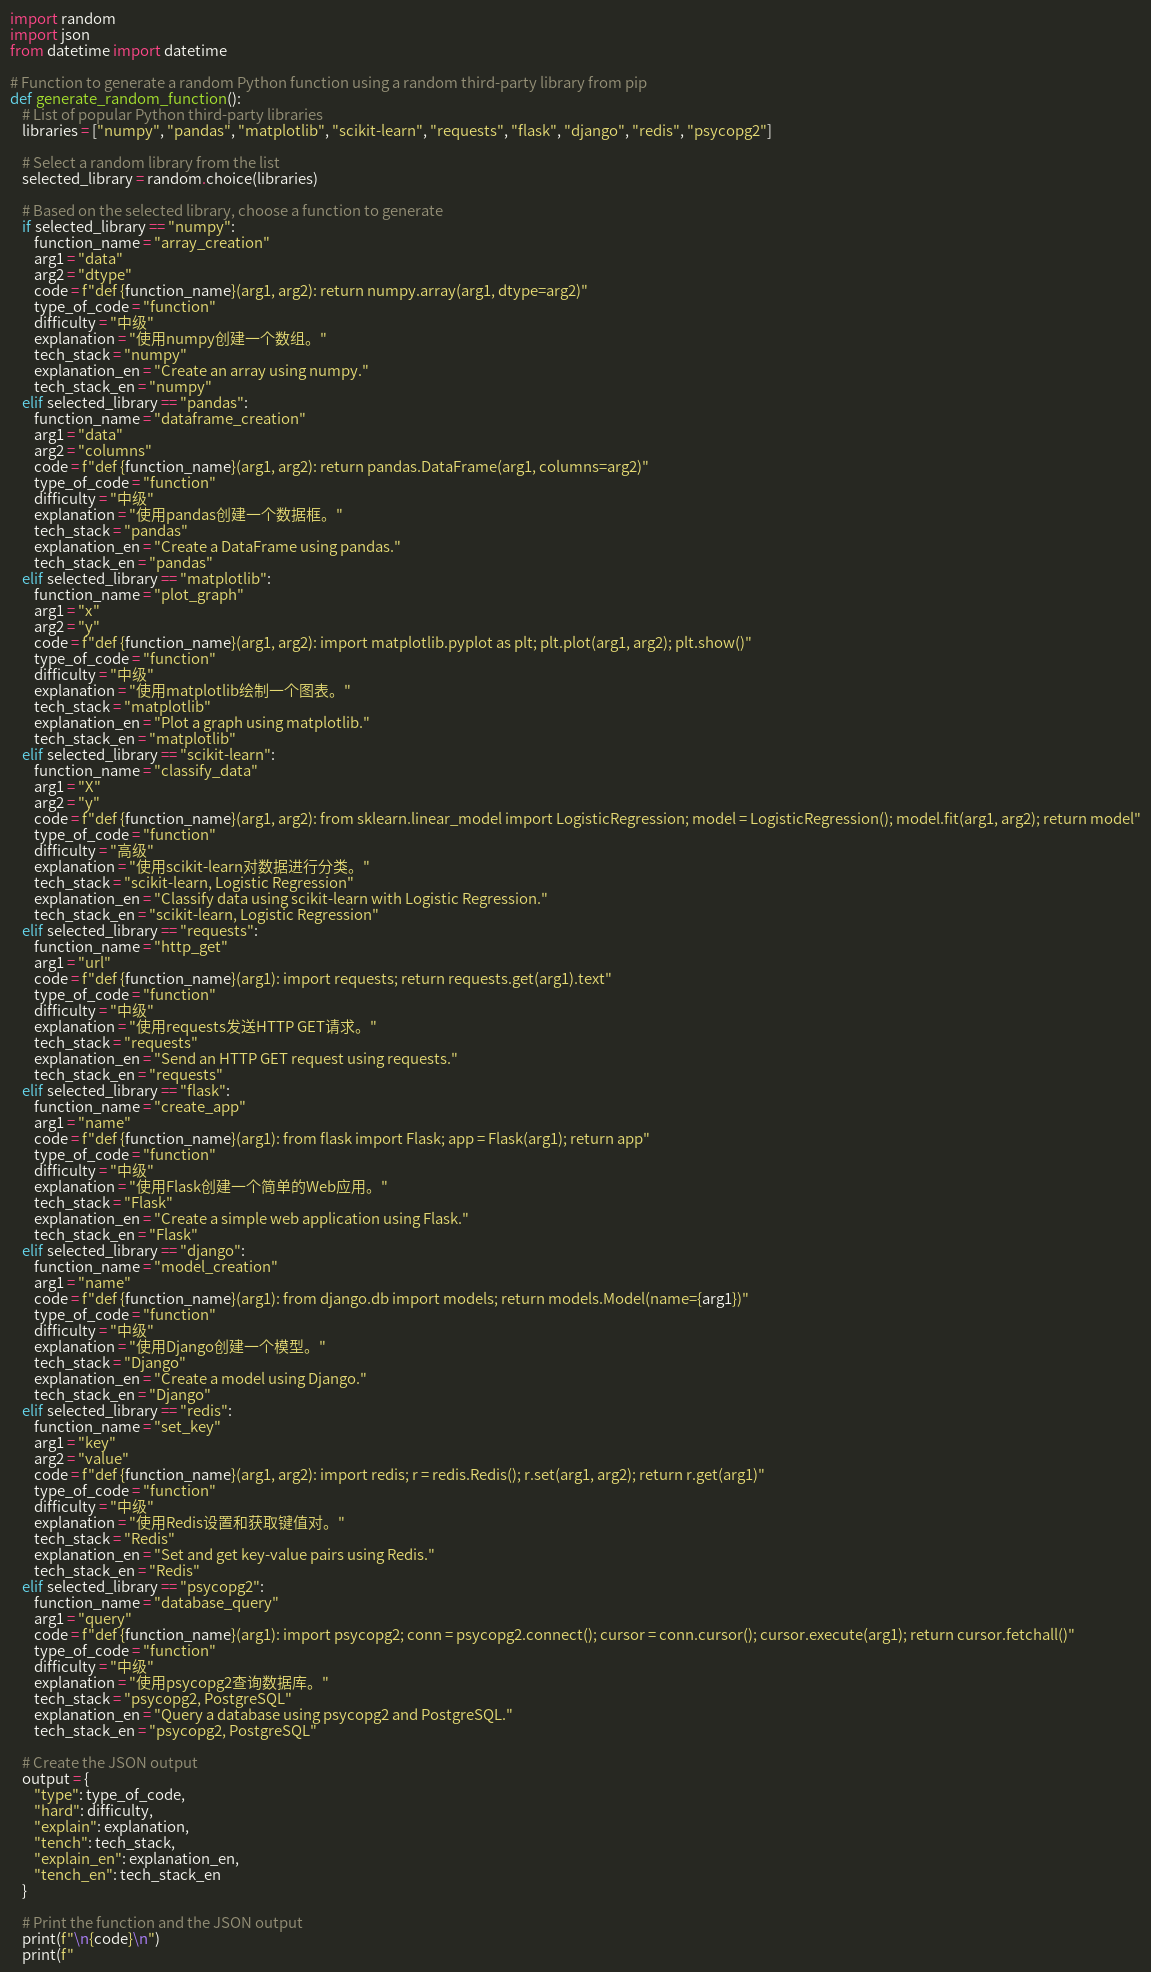 import random
import json
from datetime import datetime

# Function to generate a random Python function using a random third-party library from pip
def generate_random_function():
    # List of popular Python third-party libraries
    libraries = ["numpy", "pandas", "matplotlib", "scikit-learn", "requests", "flask", "django", "redis", "psycopg2"]

    # Select a random library from the list
    selected_library = random.choice(libraries)

    # Based on the selected library, choose a function to generate
    if selected_library == "numpy":
        function_name = "array_creation"
        arg1 = "data"
        arg2 = "dtype"
        code = f"def {function_name}(arg1, arg2): return numpy.array(arg1, dtype=arg2)"
        type_of_code = "function"
        difficulty = "中级"
        explanation = "使用numpy创建一个数组。"
        tech_stack = "numpy"
        explanation_en = "Create an array using numpy."
        tech_stack_en = "numpy"
    elif selected_library == "pandas":
        function_name = "dataframe_creation"
        arg1 = "data"
        arg2 = "columns"
        code = f"def {function_name}(arg1, arg2): return pandas.DataFrame(arg1, columns=arg2)"
        type_of_code = "function"
        difficulty = "中级"
        explanation = "使用pandas创建一个数据框。"
        tech_stack = "pandas"
        explanation_en = "Create a DataFrame using pandas."
        tech_stack_en = "pandas"
    elif selected_library == "matplotlib":
        function_name = "plot_graph"
        arg1 = "x"
        arg2 = "y"
        code = f"def {function_name}(arg1, arg2): import matplotlib.pyplot as plt; plt.plot(arg1, arg2); plt.show()"
        type_of_code = "function"
        difficulty = "中级"
        explanation = "使用matplotlib绘制一个图表。"
        tech_stack = "matplotlib"
        explanation_en = "Plot a graph using matplotlib."
        tech_stack_en = "matplotlib"
    elif selected_library == "scikit-learn":
        function_name = "classify_data"
        arg1 = "X"
        arg2 = "y"
        code = f"def {function_name}(arg1, arg2): from sklearn.linear_model import LogisticRegression; model = LogisticRegression(); model.fit(arg1, arg2); return model"
        type_of_code = "function"
        difficulty = "高级"
        explanation = "使用scikit-learn对数据进行分类。"
        tech_stack = "scikit-learn, Logistic Regression"
        explanation_en = "Classify data using scikit-learn with Logistic Regression."
        tech_stack_en = "scikit-learn, Logistic Regression"
    elif selected_library == "requests":
        function_name = "http_get"
        arg1 = "url"
        code = f"def {function_name}(arg1): import requests; return requests.get(arg1).text"
        type_of_code = "function"
        difficulty = "中级"
        explanation = "使用requests发送HTTP GET请求。"
        tech_stack = "requests"
        explanation_en = "Send an HTTP GET request using requests."
        tech_stack_en = "requests"
    elif selected_library == "flask":
        function_name = "create_app"
        arg1 = "name"
        code = f"def {function_name}(arg1): from flask import Flask; app = Flask(arg1); return app"
        type_of_code = "function"
        difficulty = "中级"
        explanation = "使用Flask创建一个简单的Web应用。"
        tech_stack = "Flask"
        explanation_en = "Create a simple web application using Flask."
        tech_stack_en = "Flask"
    elif selected_library == "django":
        function_name = "model_creation"
        arg1 = "name"
        code = f"def {function_name}(arg1): from django.db import models; return models.Model(name={arg1})"
        type_of_code = "function"
        difficulty = "中级"
        explanation = "使用Django创建一个模型。"
        tech_stack = "Django"
        explanation_en = "Create a model using Django."
        tech_stack_en = "Django"
    elif selected_library == "redis":
        function_name = "set_key"
        arg1 = "key"
        arg2 = "value"
        code = f"def {function_name}(arg1, arg2): import redis; r = redis.Redis(); r.set(arg1, arg2); return r.get(arg1)"
        type_of_code = "function"
        difficulty = "中级"
        explanation = "使用Redis设置和获取键值对。"
        tech_stack = "Redis"
        explanation_en = "Set and get key-value pairs using Redis."
        tech_stack_en = "Redis"
    elif selected_library == "psycopg2":
        function_name = "database_query"
        arg1 = "query"
        code = f"def {function_name}(arg1): import psycopg2; conn = psycopg2.connect(); cursor = conn.cursor(); cursor.execute(arg1); return cursor.fetchall()"
        type_of_code = "function"
        difficulty = "中级"
        explanation = "使用psycopg2查询数据库。"
        tech_stack = "psycopg2, PostgreSQL"
        explanation_en = "Query a database using psycopg2 and PostgreSQL."
        tech_stack_en = "psycopg2, PostgreSQL"

    # Create the JSON output
    output = {
        "type": type_of_code,
        "hard": difficulty,
        "explain": explanation,
        "tench": tech_stack,
        "explain_en": explanation_en,
        "tench_en": tech_stack_en
    }

    # Print the function and the JSON output
    print(f"\n{code}\n")
    print(f"